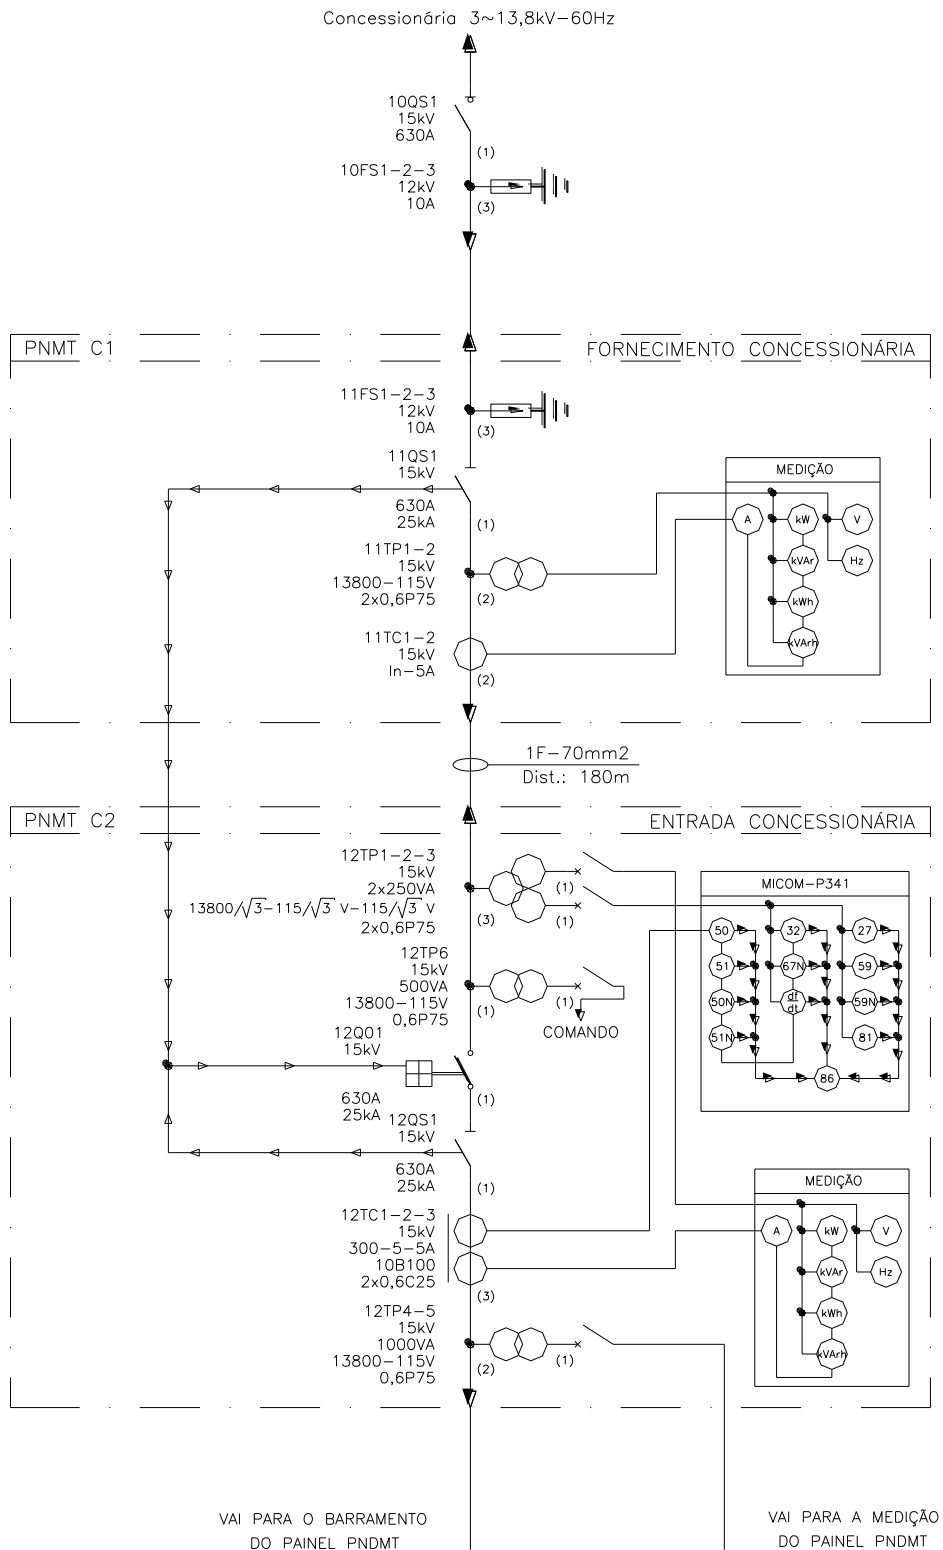 Concessionária 3~13,8kV-60Hz
10QS1
15kV
630A
(1)
10FS1-2-3
12kV
10A
(3)
PNMT C1
FORNECIMENTO CONCESSIONÁRIA
11FS1-2-3
12kV
10A
(3)
11QS1
15kV
630A
25kA
(1)
11TP1-2
15kV
13800-115V
2x0,6P75
(2)
11TC1-2
15kV
In-5A
(2)
MEDIÇÃO
A
kW
V
kVAr
Hz
kWh
kVArh
1F-70mm2
Dist.: 180m
PNMT C2
ENTRADA CONCESSIONÁRIA
12TP1-2-3
15kV
2x250VA
13800/√3-115/√3 V-115/√3 V
2x0,6P75
(3)
(1)
(1)
12TP6
15kV
500VA
13800-115V
0,6P75
(1)
(1)
COMANDO
MICOM-P341
50
32
27
51
67N
59
50N
df
dt
59N
51N
81
86
12Q01
15kV
630A
25kA
(1)
12QS1
15kV
630A
25kA
(1)
12TC1-2-3
15kV
300-5-5A
10B100
2x0,6C25
(3)
12TP4-5
15kV
1000VA
13800-115V
0,6P75
(2)
(1)
MEDIÇÃO
A
kW
V
kVAr
Hz
kWh
kVArh
VAI PARA O BARRAMENTO
DO PAINEL PNDMT
VAI PARA A MEDIÇÃO
DO PAINEL PNDMT